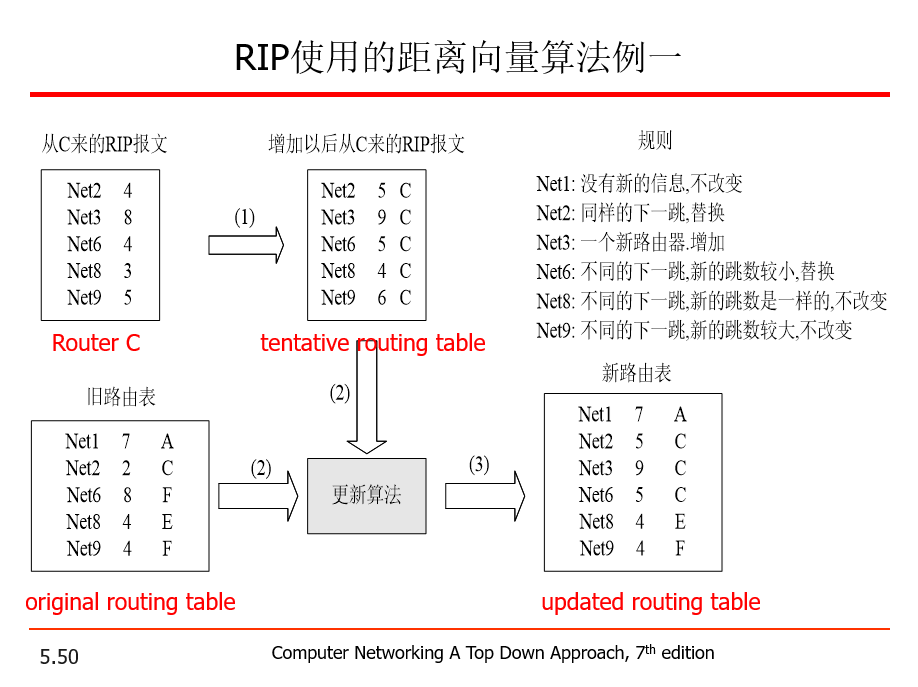 RIP使用的距离向量算法例一
从C来的RIP报文
Net2 4
Net3 8
Net6 4
Net8 3
Net9 5
Router C
(1)
增加以后从C来的RIP报文
Net2 5 C
Net3 9 C
Net6 5 C
Net8 4 C
Net9 6 C
tentative routing table
规则
Net1: 没有新的信息,不改变
Net2: 同样的下一跳,替换
Net3: 一个新路由器.增加
Net6: 不同的下一跳,新的跳数较小,替换
Net8: 不同的下一跳,新的跳数是一样的,不改变
Net9: 不同的下一跳,新的跳数较大,不改变
旧路由表
Net1 7 A
Net2 2 C
Net6 8 F
Net8 4 E
Net9 4 F
original routing table
(2)
(2)
更新算法
(3)
新路由表
Net1 7 A
Net2 5 C
Net3 9 C
Net6 5 C
Net8 4 E
Net9 4 F
updated routing table
5.50
Computer Networking A Top Down Approach, 7th edition